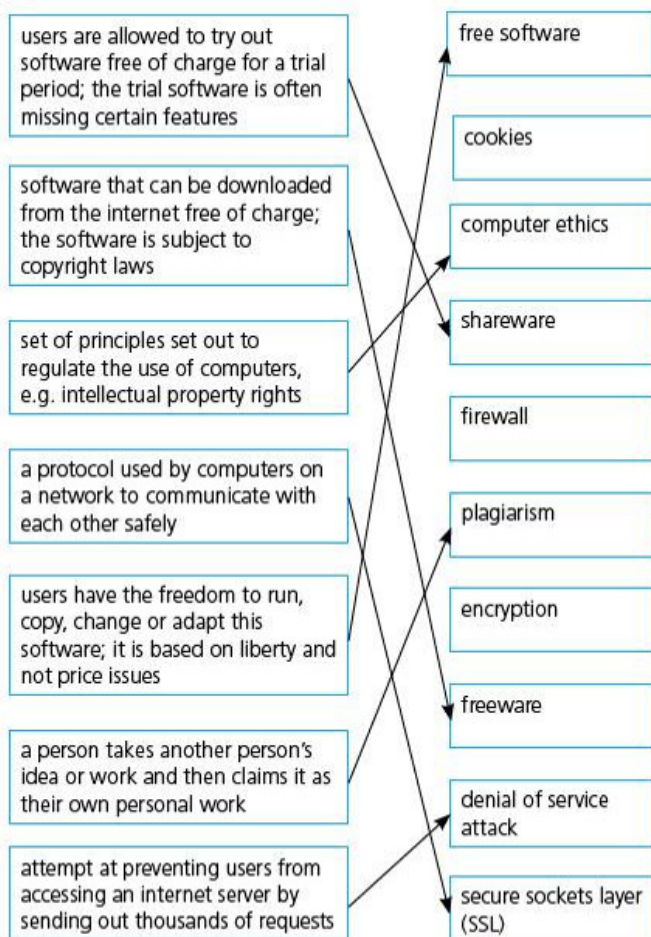 users are allowed to try out
software free of charge for a trial
period; the trial software is often
missing certain features
software that can be downloaded
from the internet free of charge;
the software is subject to
copyright laws
set of principles set out to
regulate the use of computers,
e.g. intellectual property rights
a protocol used by computers on
a network to communicate with
each other safely
users have the freedom to run,
copy, change or adapt this
software; it is based on liberty and
not price issues
a person takes another person's
idea or work and then claims it as
their own personal work
attempt at preventing users from
accessing an internet server by
sending out thousands of requests
free software
cookies
computer ethics
shareware
firewall
plagiarism
encryption
freeware
denial of service
attack
secure sockets layer
(SSL)